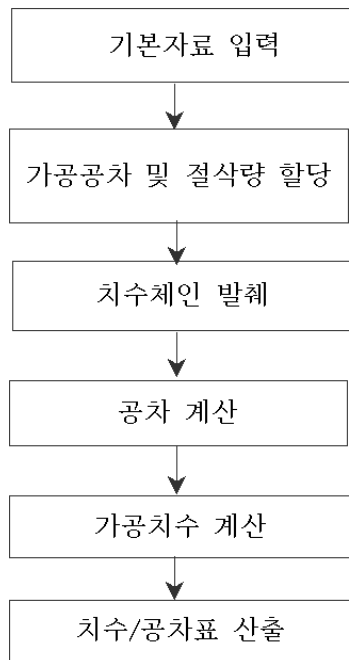 기본자료 입력
가공공차 및 절삭량 할당
치수체인 발췌
공차 계산
가공치수 계산
치수/공차표 산출